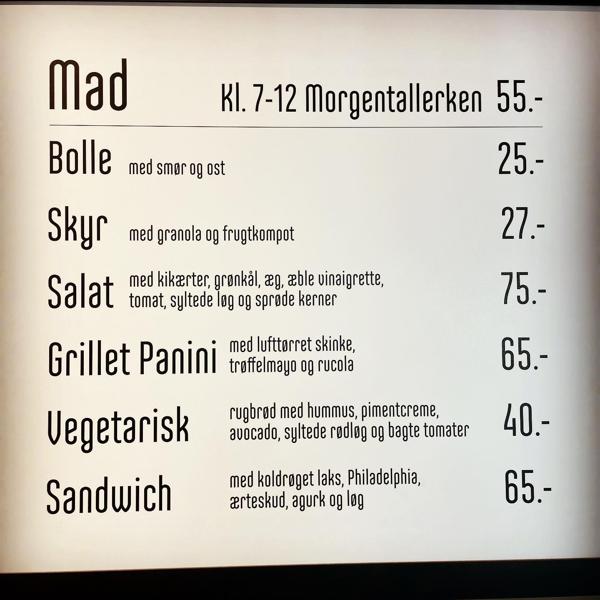 Mad Kl. 7-12 Morgentallerken 55.-
Bolle med smør og ost 25.-
Skyr med granola og frugtkompot 27.-
Salat med kikærter, grønkål, æg, æble vinaigrette,
tomat, syltede løg og sprøde kerner 75.-
Grillet Panini med lufttørret skinke,
trøffelmayo og rucola 65.-
Vegetarisk rugbrød med hummus, pimentcreme,
avocado, syltede rødløg og bagte tomater 40.-
Sandwich med koldrøget laks, Philadelphia,
ærteskud, agurk og løg 65.-